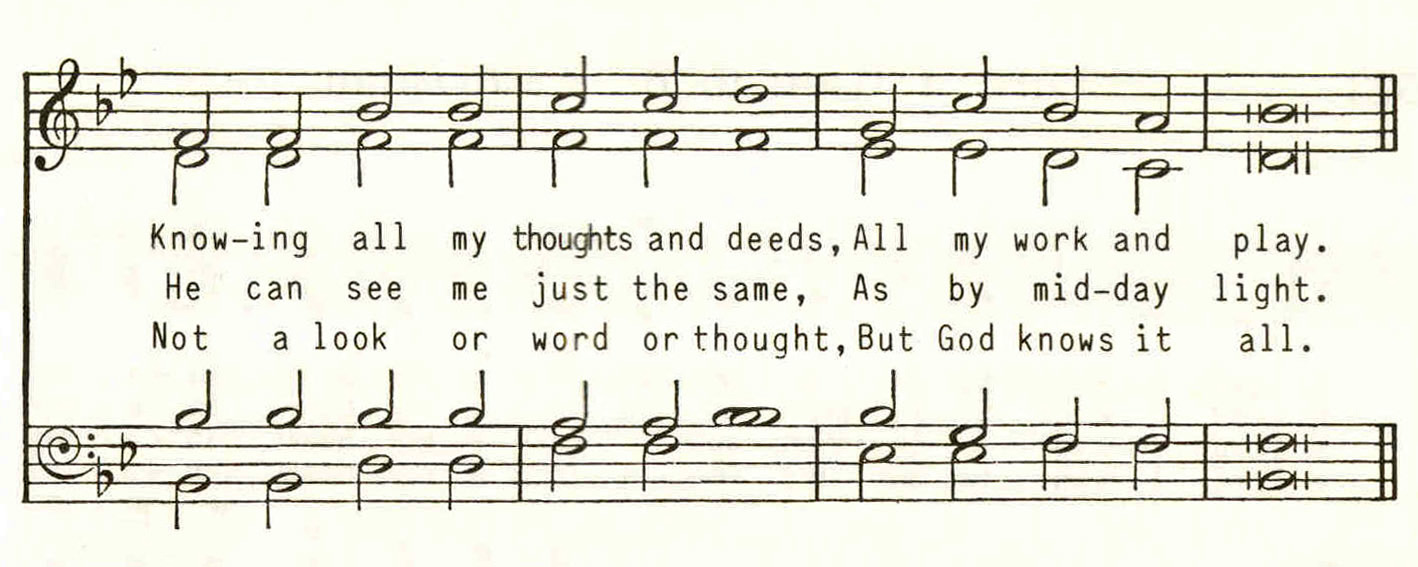 Know-ing all my thoughts and deeds, All my work and play.
He can see me just the same, As by mid-day light.
Not a look or word or thought, But God knows it all.